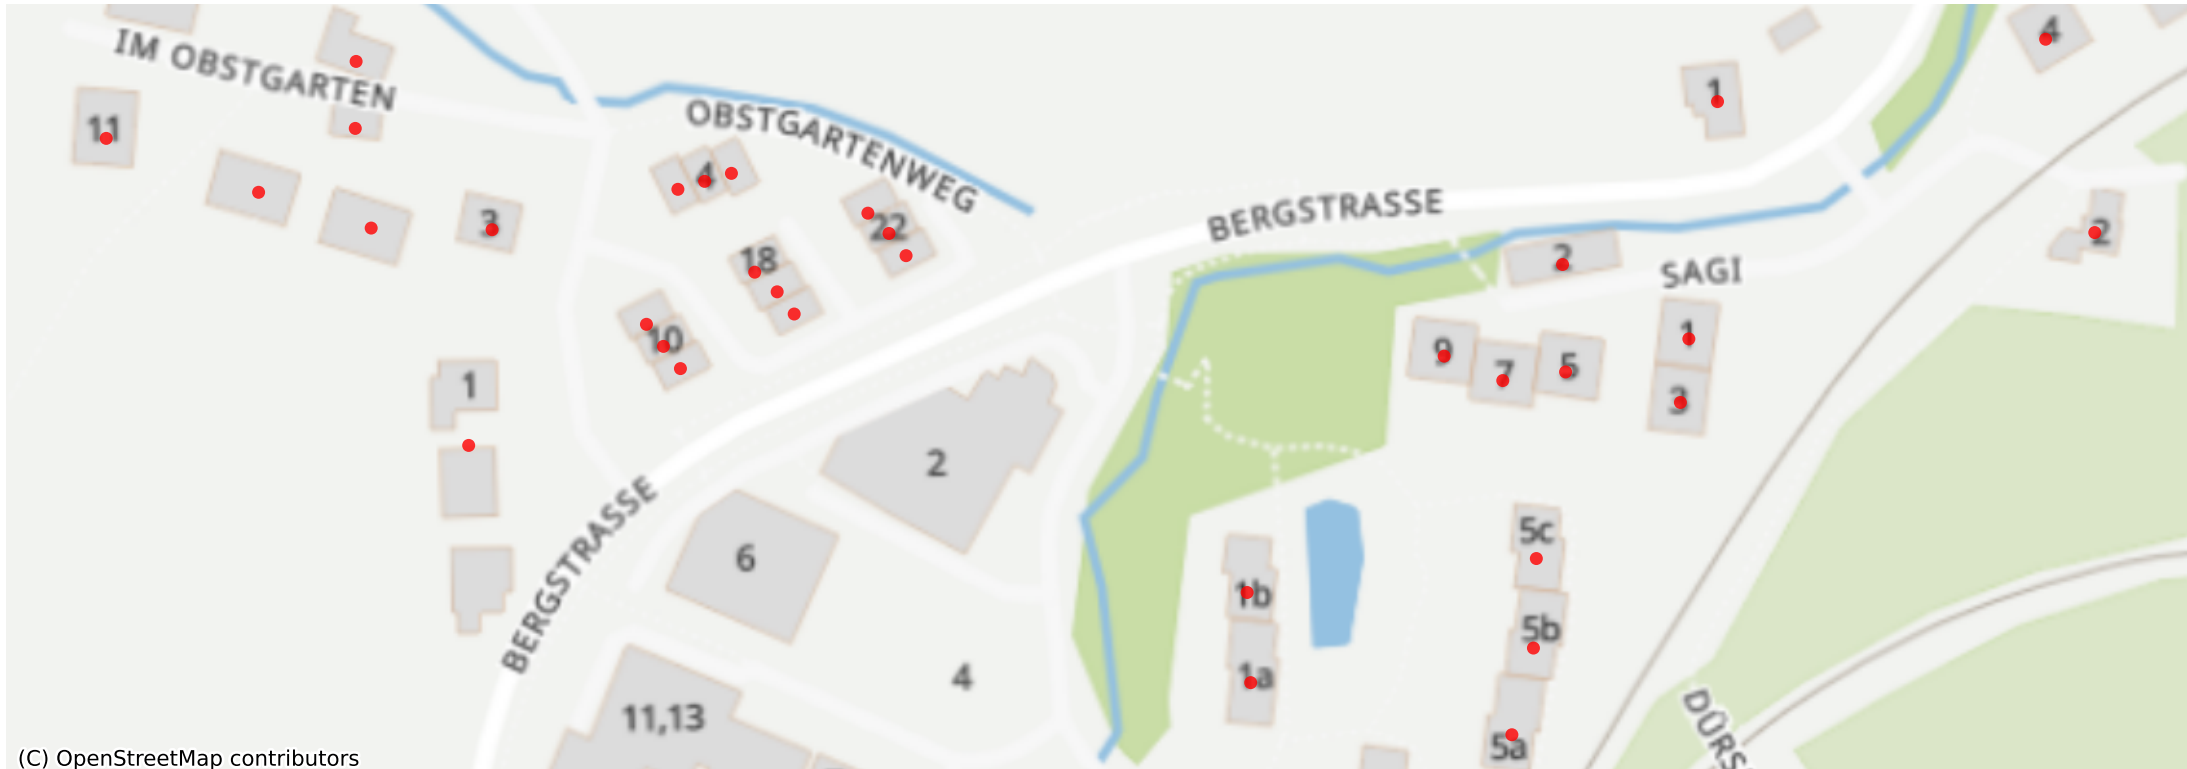 IM OBSTGARTEN
11
3
OBSTGARTENWEG
4
22
18
10
1
BERGSTRASSE
1
4
2
2
SAGI
9
7
5
1
3
2
6
BERGSTRASSE
4
11,13
1b
1a
5c
5b
5a
DÜRS
(C) OpenStreetMap contributors